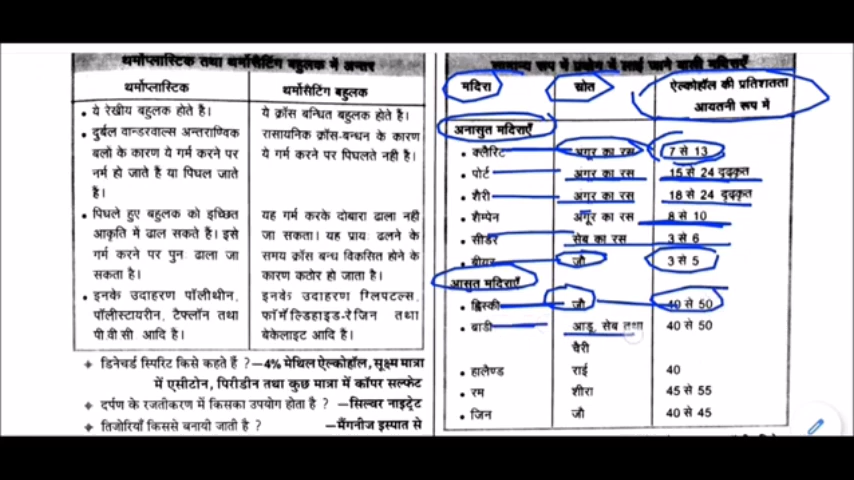 थर्मोप्लास्टिक तथा थर्मोसैटिंग बहुलक में अन्तर
थर्मोप्लास्टिक थर्मोसैटिंग बहुलक
• ये रेखीय बहुलक होते है। ये क्रॉस बन्धित बहुलक होते है।
• दुर्बल वान्डरवाल्स अन्तराण्विक रासायनिक क्रॉस-बन्धन के कारण
बलो के कारण ये गर्म करने पर ये गर्म करने पर पिघलते नही है।
नर्म हो जाते है या पिघल जाते
है।
• पिघले हुए बहुलक को इच्छित यह गर्म करके दोबारा ढाला नही
आकृति में ढाल सकते है। इसे जा सकता। यह प्रायः ढलने के
गर्म करने पर पुनः ढाला जा समय क्रॉस बन्ध विकसित होने के
सकता है। कारण कठोर हो जाता है।
• इनके उदाहरण पॉलीथीन, इनके उदाहरण ग्लिपटल्स,
पॉलीस्टायरीन, टैफ्लॉन तथा फॉर्मेल्डिहाइड-रेजिन तथा
पी.वी.सी. आदि है। बेकेलाइट आदि है।
डिनेचर्ड स्पिरिट किसे कहते हैं ? –4% मेथिल ऐल्कोहॉल, सूक्ष्म मात्रा
में एसीटोन, पिरीडीन तथा कुछ मात्रा में कॉपर सल्फेट
दर्पण के रजतीकरण में किसका उपयोग होता है ? –सिल्वर नाइट्रेट
तिजोरियाँ किससे बनायी जाती है ? –मैंगनीज इस्पात से
सामान्य रूप में प्रयोग में लाई जाने वाली मदिराएँ
मदिरा स्रोत ऐल्कोहॉल की प्रतिशतता
आयतनी रूप में
अनासुत मदिराएँ
• क्लैरिट अंगूर का रस 7 से 13
• पोर्ट अंगूर का रस 15 से 24 दृढ़कृत
• शैरी अंगूर का रस 18 से 24 दृढ़कृत
• शैम्पेन अंगूर का रस 8 से 10
• सीडर सेब का रस 3 से 6
• बीयर जौ 3 से 5
आसुत मदिराएँ
• ह्विस्की जौ 40 से 50
• ब्रांडी आडू, सेब तथा 40 से 50
चैरी
• हालैण्ड राई 40
• रम शीरा 45 से 55
• जिन जौ 40 से 45